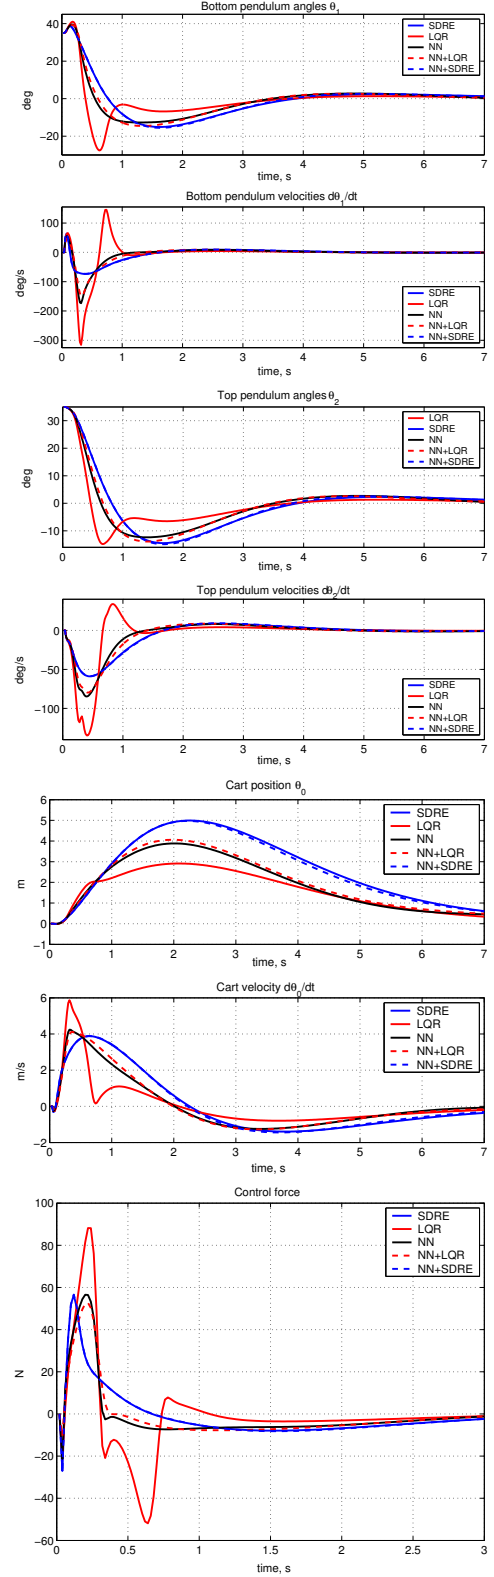 Bottom pendulum angles θ1
40
20
0
−20
deg
SDRE
LQR
NN
NN+LQR
NN+SDRE
0 1 2 3 4 5 6 7
time, s
Bottom pendulum velocities dθ1/dt
100
0
−100
−200
−300
deg/s
SDRE
LQR
NN
NN+LQR
NN+SDRE
0 1 2 3 4 5 6 7
time, s
Top pendulum angles θ2
30
20
10
0
−10
deg
LQR
SDRE
NN
NN+LQR
NN+SDRE
0 1 2 3 4 5 6 7
time, s
Top pendulum velocities dθ2/dt
0
−50
−100
deg/s
SDRE
LQR
NN
NN+LQR
NN+SDRE
0 1 2 3 4 5 6 7
time, s
Cart position θ0
6
5
4
3
2
1
0
−1
m
SDRE
LQR
NN
NN+LQR
NN+SDRE
0 1 2 3 4 5 6 7
time, s
Cart velocity dθ0/dt
6
4
2
0
−2
m/s
SDRE
LQR
NN
NN+LQR
NN+SDRE
0 1 2 3 4 5 6 7
time, s
Control force
100
80
60
40
20
0
−20
−40
−60
N
SDRE
LQR
NN
NN+LQR
NN+SDRE
0 0.5 1 1.5 2 2.5 3
time, s